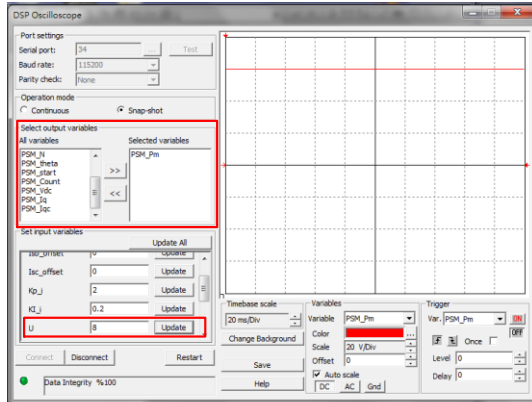 DSP Oscilloscope
Port settings
Serial port: 34 ... Test
Baud rate: 115200
Parity check: None
Operation mode
Continuous Snap-shot
Select output variables
All variables Selected variables
PSM_N
PSM_theta
PSM_start
PSM_Count
PSM_Vdc
PSM_Iq
PSM_Iqc
>>
<<
PSM_Pm
Set input variables
Update All
Isb_offset 0 Update
Isc_offset 0 Update
Kp_i 2 Update
KI_i 0.2 Update
U 8 Update
Connect Disconnect Restart
Data Integrity %100
Timebase scale
20 ms/Div
Change Background
Save
Help
Variables
Variable PSM_Pm
Color ...
Scale 20 V/Div
Offset 0
Auto scale
DC AC Gnd
Trigger
Var. PSM_Pm ON
OFF
Once
Level 0
Delay 0